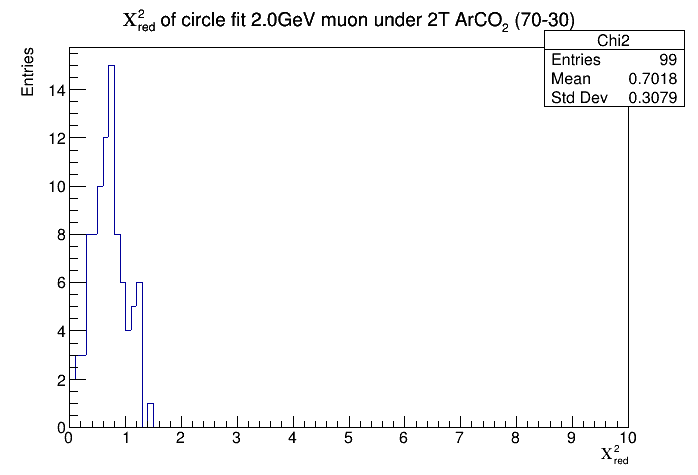 χ²red of circle fit 2.0GeV muon under 2T ArCO₂ (70-30)
Chi2
Entries 99
Mean 0.7018
Std Dev 0.3079
Entries
14
12
10
8
6
4
2
0
0 1 2 3 4 5 6 7 8 9 10
χ²red